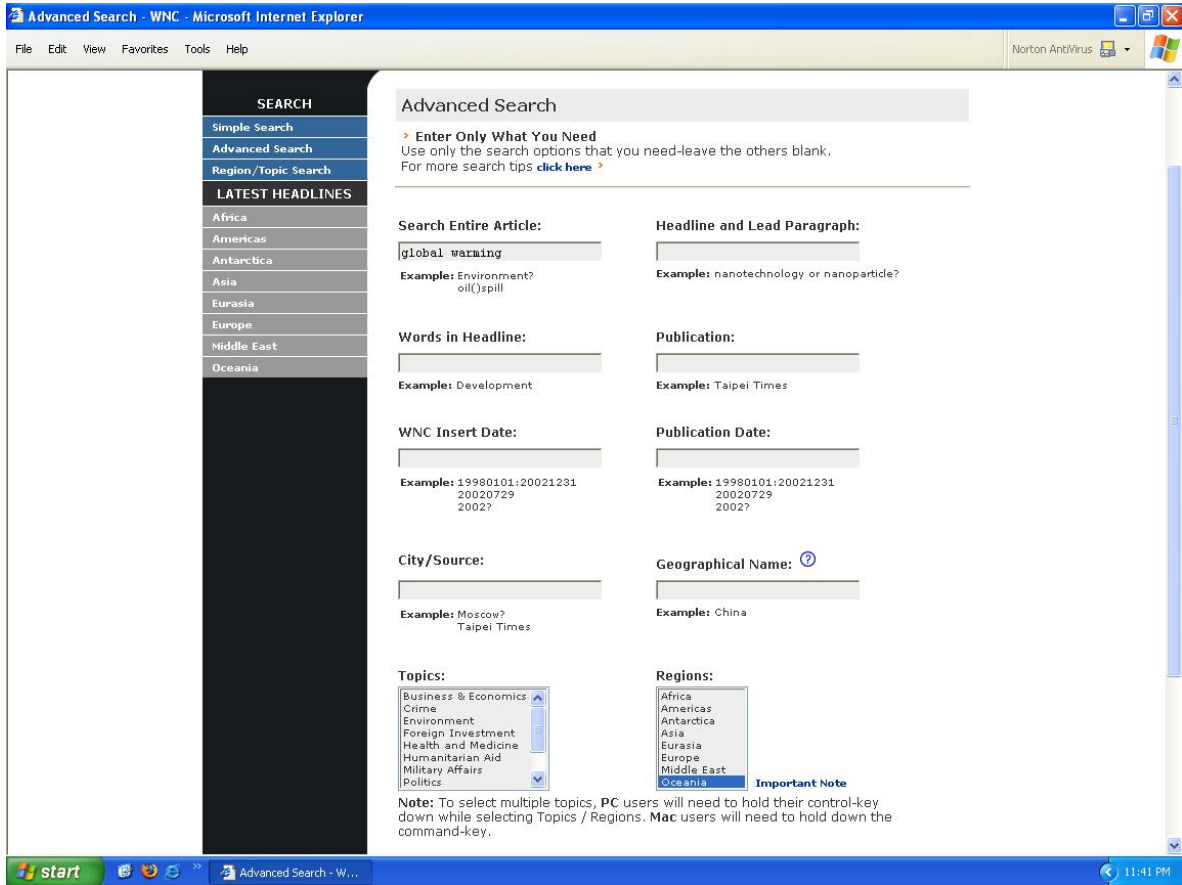 Advanced Search - WNC - Microsoft Internet Explorer
File Edit View Favorites Tools Help
Norton AntiVirus
SEARCH
Simple Search
Advanced Search
Region/Topic Search
LATEST HEADLINES
Africa
Americas
Antarctica
Asia
Eurasia
Europe
Middle East
Oceania
Advanced Search
› Enter Only What You Need
Use only the search options that you need-leave the others blank.
For more search tips click here ›
Search Entire Article:
global warming
Example: Environment?
oil()spill
Headline and Lead Paragraph:
Example: nanotechnology or nanoparticle?
Words in Headline:
Example: Development
Publication:
Example: Taipei Times
WNC Insert Date:
Example: 19980101:20021231
20020729
2002?
Publication Date:
Example: 19980101:20021231
20020729
2002?
City/Source:
Example: Moscow?
Taipei Times
Geographical Name: ?
Example: China
Topics:
Business & Economics
Crime
Environment
Foreign Investment
Health and Medicine
Humanitarian Aid
Military Affairs
Politics
Regions:
Africa
Americas
Antarctica
Asia
Eurasia
Europe
Middle East
Oceania
Important Note
Note: To select multiple topics, PC users will need to hold their control-key
down while selecting Topics / Regions. Mac users will need to hold down the
command-key.
start
Advanced Search - W...
11:41 PM